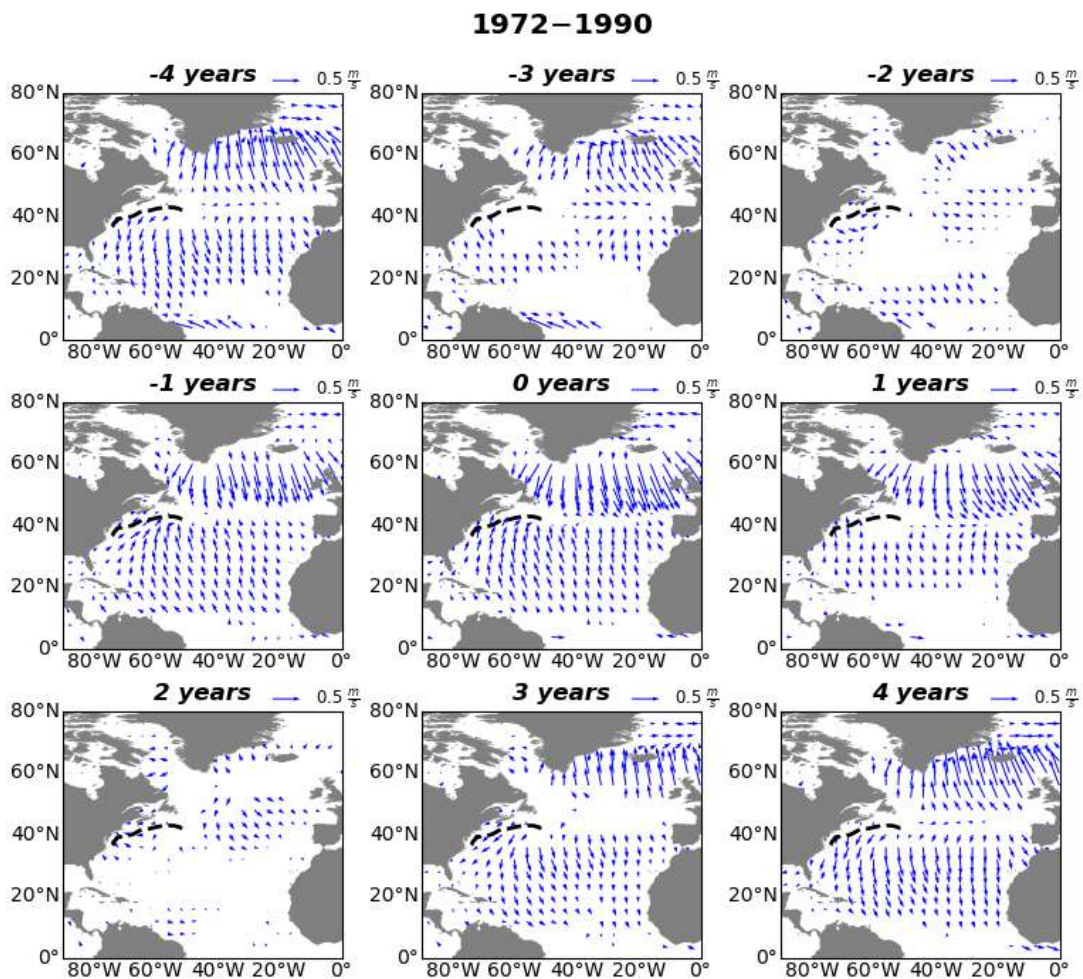 1972−1990
-4 years 0.5 m/s
-3 years 0.5 m/s
-2 years 0.5 m/s
80°N 80°N 80°N
60°N 60°N 60°N
40°N 40°N 40°N
20°N 20°N 20°N
0° 0° 0°
80°W 60°W 40°W 20°W 0° 80°W 60°W 40°W 20°W 0° 80°W 60°W 40°W 20°W 0°
-1 years 0.5 m/s
0 years 0.5 m/s
1 years 0.5 m/s
80°N 80°N 80°N
60°N 60°N 60°N
40°N 40°N 40°N
20°N 20°N 20°N
0° 0° 0°
80°W 60°W 40°W 20°W 0° 80°W 60°W 40°W 20°W 0° 80°W 60°W 40°W 20°W 0°
2 years 0.5 m/s
3 years 0.5 m/s
4 years 0.5 m/s
80°N 80°N 80°N
60°N 60°N 60°N
40°N 40°N 40°N
20°N 20°N 20°N
0° 0° 0°
80°W 60°W 40°W 20°W 0° 80°W 60°W 40°W 20°W 0° 80°W 60°W 40°W 20°W 0°